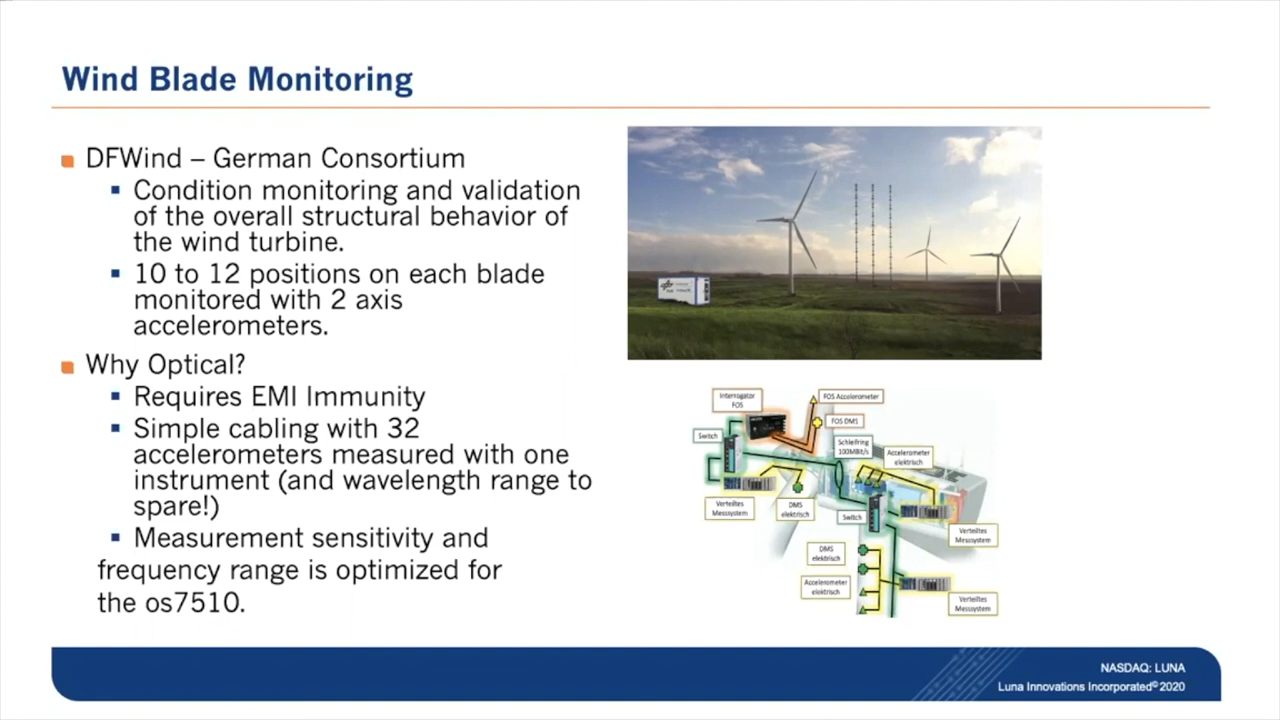 Wind Blade Monitoring
DFWind – German Consortium
Condition monitoring and validation
of the overall structural behavior of
the wind turbine.
10 to 12 positions on each blade
monitored with 2 axis
accelerometers.
Why Optical?
Requires EMI Immunity
Simple cabling with 32
accelerometers measured with one
instrument (and wavelength range to
spare!)
Measurement sensitivity and
frequency range is optimized for
the os7510.
Interrogator
FOS
FOS Accelerometer
FOS DMS
Switch
Schleifring
100MBit/s
Accelerometer
elektrisch
Verteiltes
Messsystem
DMS
elektrisch
Switch
Verteiltes
Messsystem
DMS
elektrisch
Accelerometer
elektrisch
Verteiltes
Messsystem
NASDAQ: LUNA
Luna Innovations Incorporated© 2020